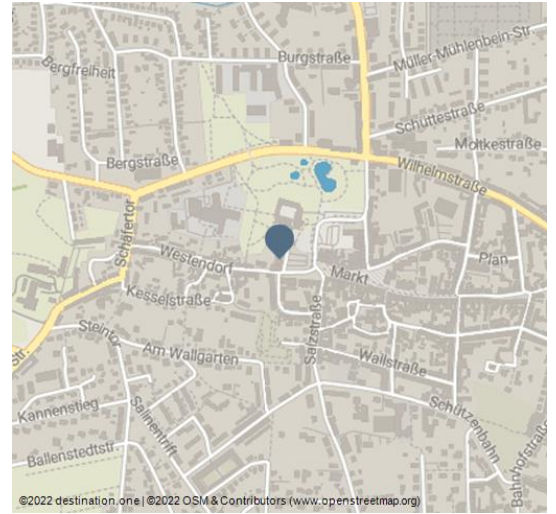 Burgstraße
Müller-Mühlenbein-Str
Bergfreiheit
Schüttestraße
Moltkestraße
Bergstraße
Wilhelmstraße
Schäfertor
Westendorf
Markt
Plan
Kesselstraße
Steintor
Salzstraße
Str.
Am Wallgarten
Wallstraße
Kannenstieg
Salinentrift
Schützenbahn
Ballenstedtstr
Bahnhofstraße
©2022 destination.one | ©2022 OSM & Contributors (www.openstreetmap.org)